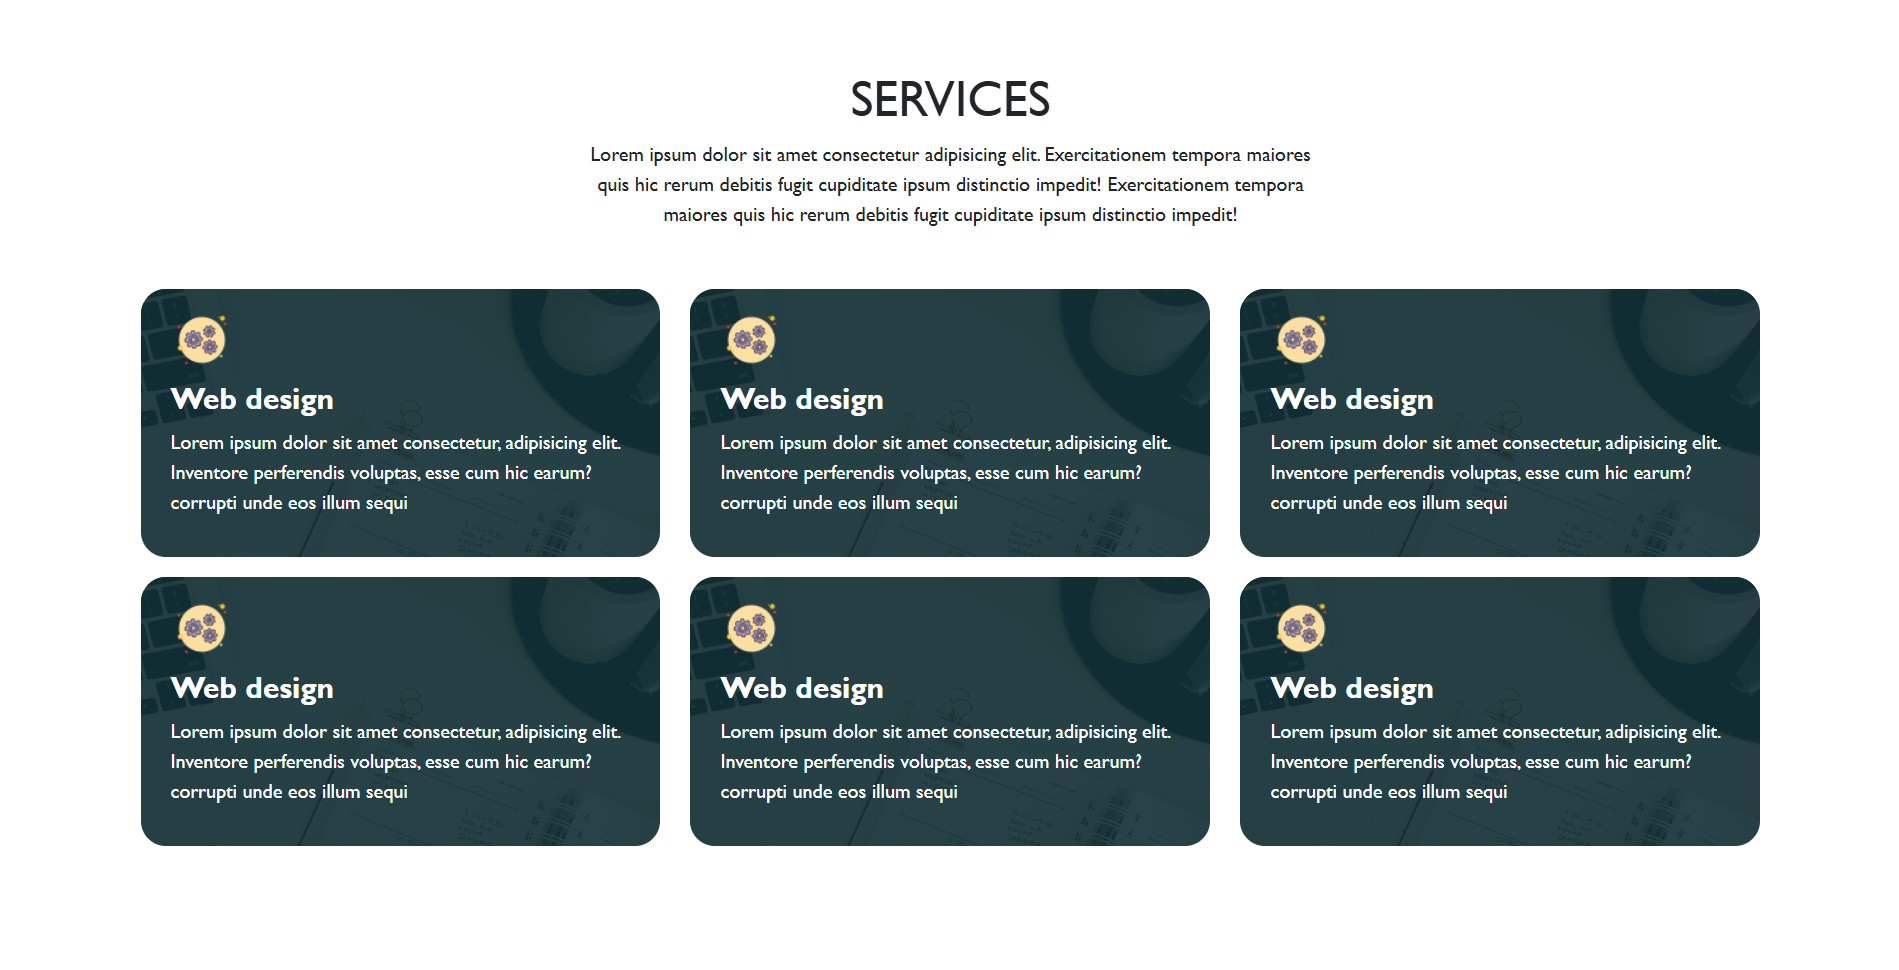 SERVICES
Lorem ipsum dolor sit amet consectetur adipisicing elit. Exercitationem tempora maiores
quis hic rerum debitis fugit cupiditate ipsum distinctio impedit! Exercitationem tempora
maiores quis hic rerum debitis fugit cupiditate ipsum distinctio impedit!
Web design
Lorem ipsum dolor sit amet consectetur, adipisicing elit.
Inventore perferendis voluptas, esse cum hic earum?
corrupti unde eos illum sequi
Web design
Lorem ipsum dolor sit amet consectetur, adipisicing elit.
Inventore perferendis voluptas, esse cum hic earum?
corrupti unde eos illum sequi
Web design
Lorem ipsum dolor sit amet consectetur, adipisicing elit.
Inventore perferendis voluptas, esse cum hic earum?
corrupti unde eos illum sequi
Web design
Lorem ipsum dolor sit amet consectetur, adipisicing elit.
Inventore perferendis voluptas, esse cum hic earum?
corrupti unde eos illum sequi
Web design
Lorem ipsum dolor sit amet consectetur, adipisicing elit.
Inventore perferendis voluptas, esse cum hic earum?
corrupti unde eos illum sequi
Web design
Lorem ipsum dolor sit amet consectetur, adipisicing elit.
Inventore perferendis voluptas, esse cum hic earum?
corrupti unde eos illum sequi